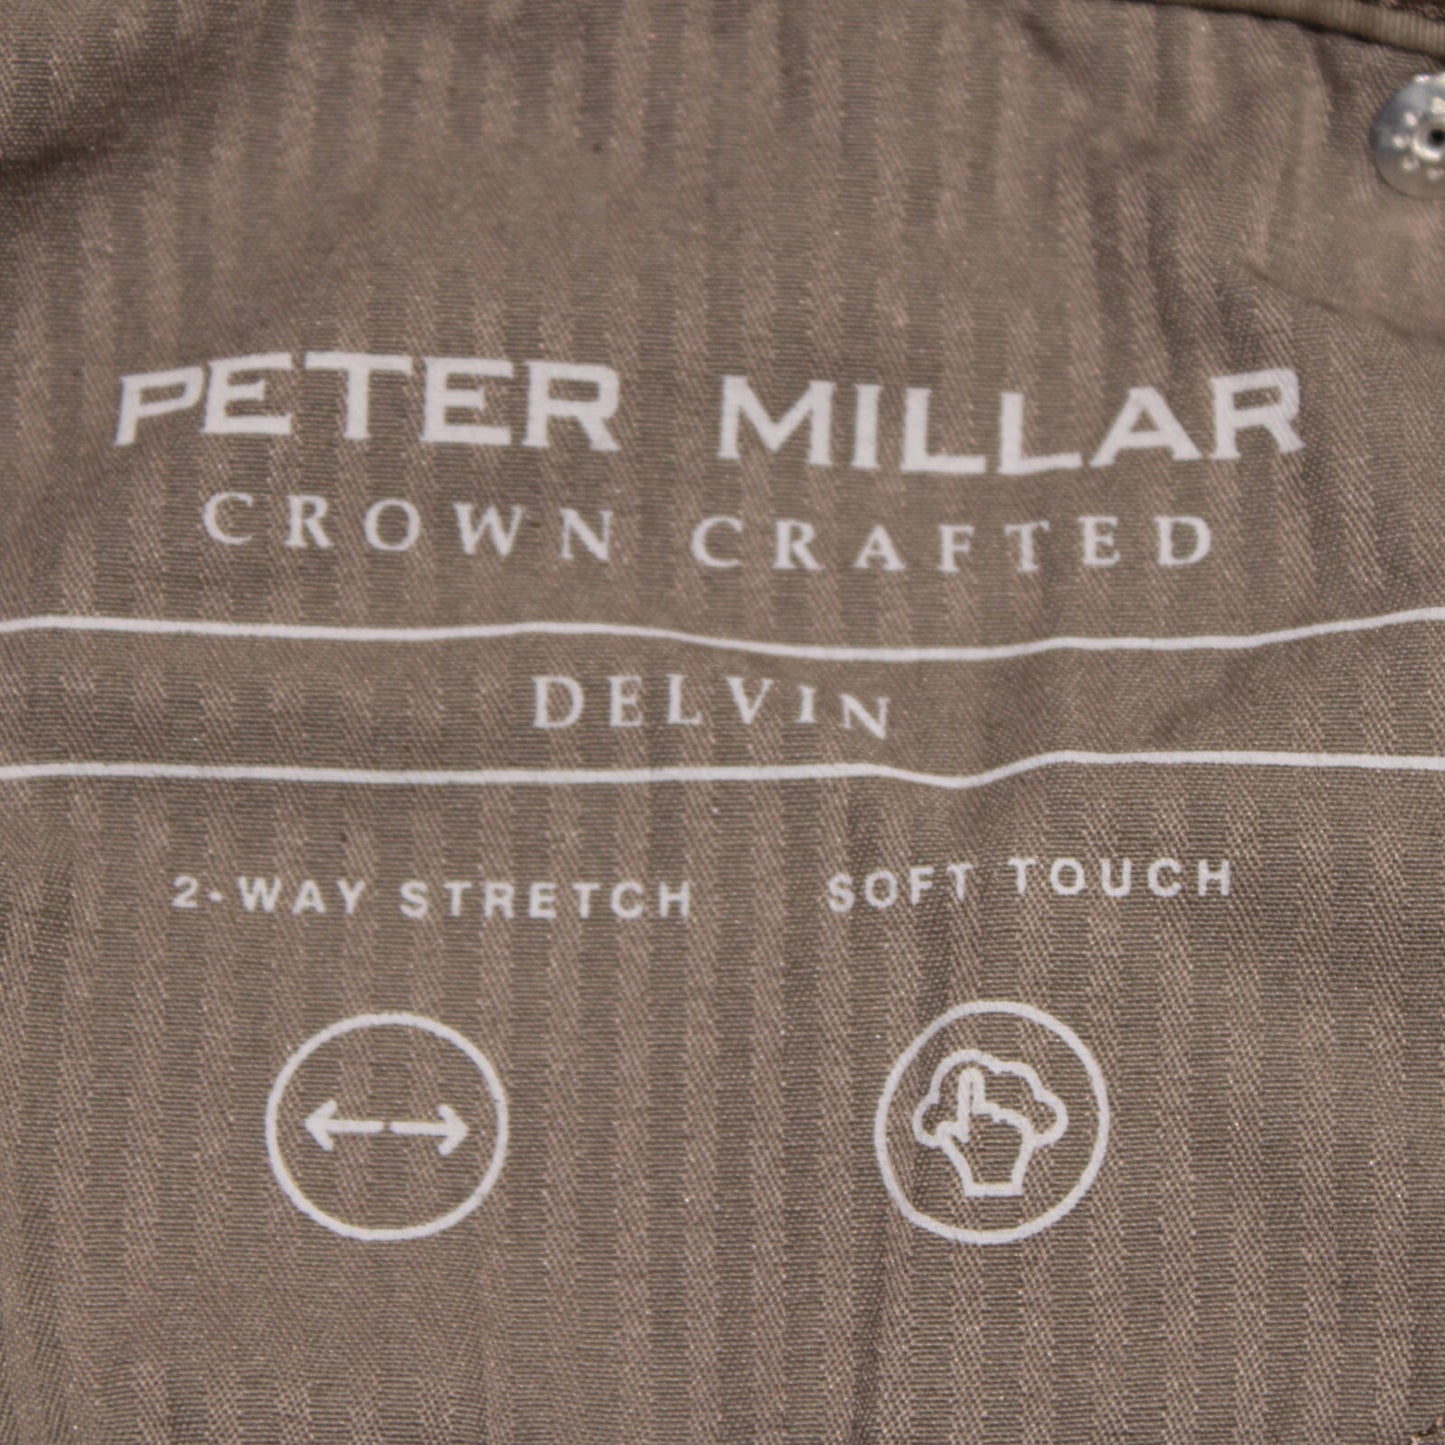 PETER MILLAR
CROWN CRAFTED
DELVIN
2-WAY STRETCH SOFT TOUCH